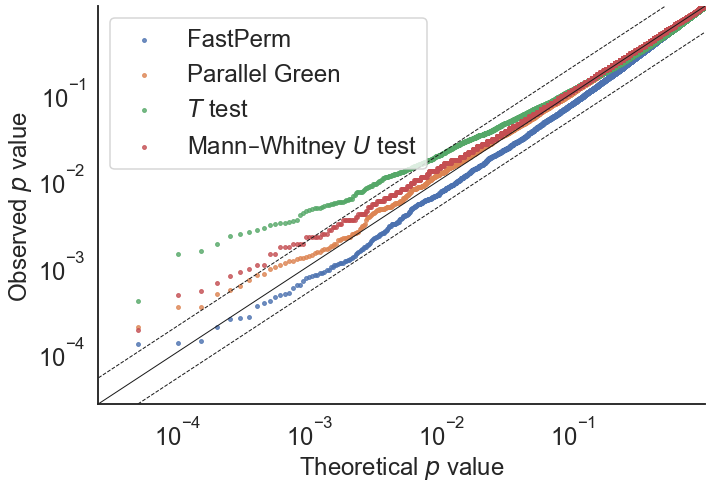 FastPerm
Parallel Green
T test
Mann–Whitney U test
Observed p value
10⁻¹
10⁻²
10⁻³
10⁻⁴
10⁻⁴ 10⁻³ 10⁻² 10⁻¹
Theoretical p value